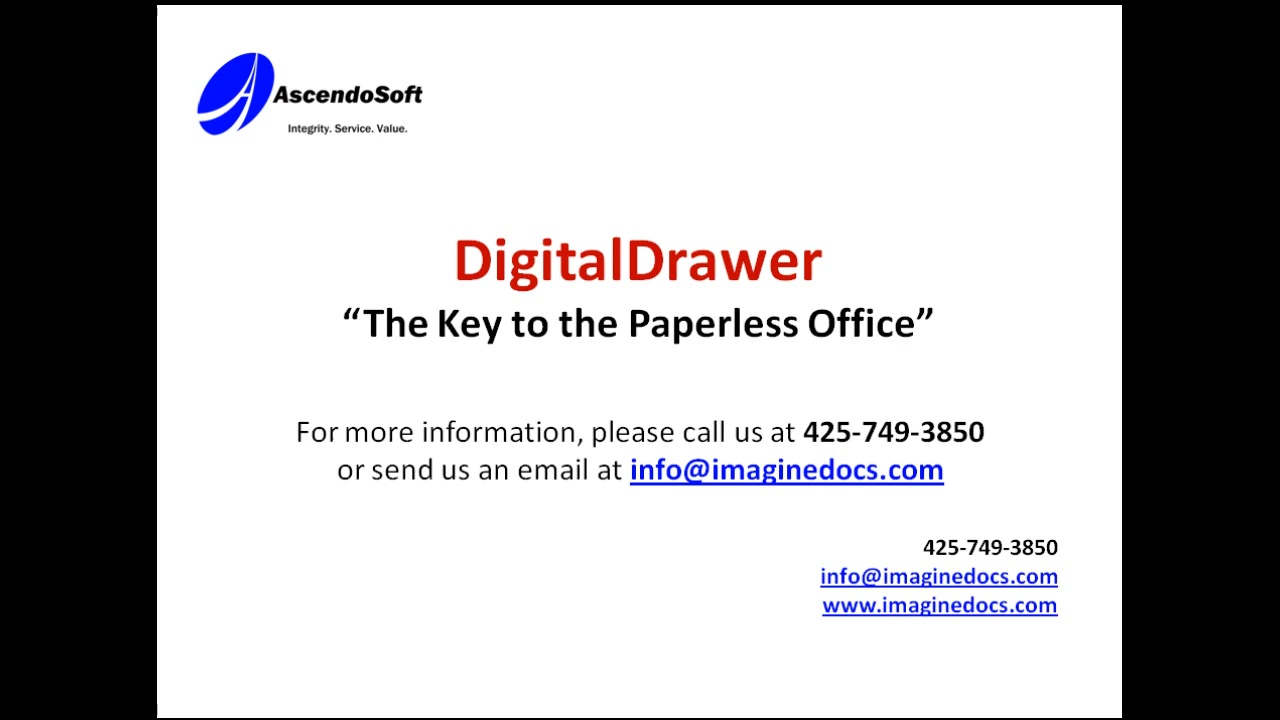 AscendoSoft
Integrity. Service. Value.
DigitalDrawer
“The Key to the Paperless Office”
For more information, please call us at 425-749-3850
or send us an email at info@imaginedocs.com
425-749-3850
info@imaginedocs.com
www.imaginedocs.com